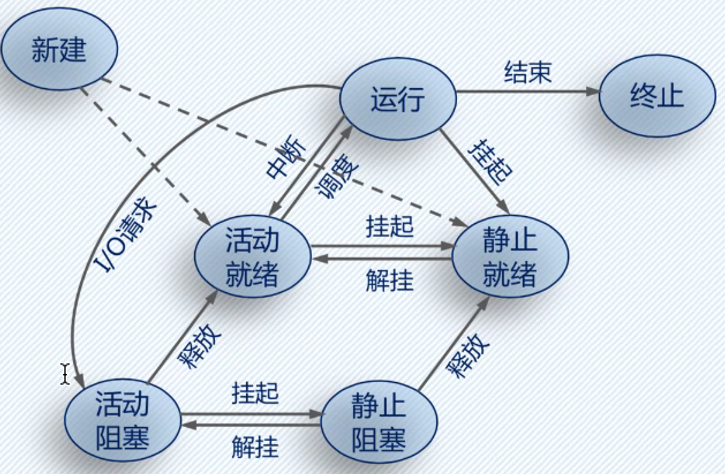 新建
运行
结束
终止
中断
调度
挂起
I/O请求
活动
就绪
挂起
解挂
静止
就绪
释放
释放
活动
阻塞
挂起
解挂
静止
阻塞